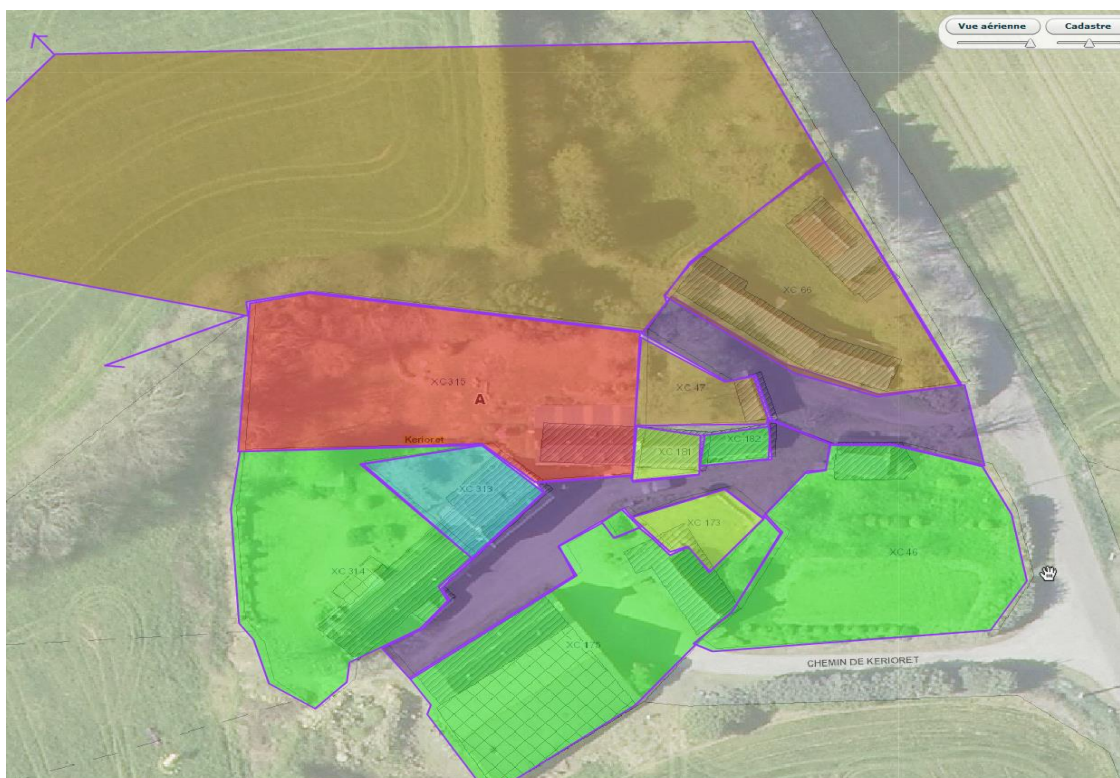 Vue aérienne
Cadastre
XC 66
XC 315
XC 47
A
Kerioret
XC 182
XC 181
XC 313
XC 173
XC 46
XC 314
XC 175
CHEMIN DE KERIORET